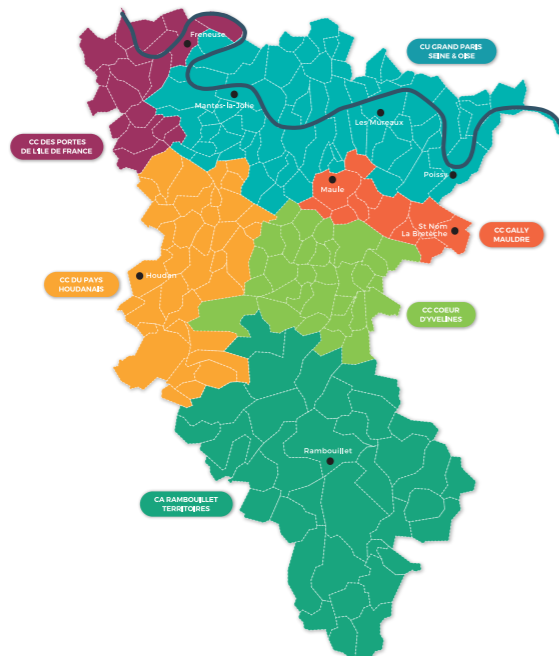 Freneuse
CU GRAND PARIS
SEINE & OISE
Mantes-la-Jolie
Les Mureaux
CC DES PORTES
DE L'ILE DE FRANCE
Poissy
Maule
St Nom
La Bretèche
CC GALLY
MAULDRE
Houdan
CC DU PAYS
HOUDANAIS
CC COEUR
D'YVELINES
Rambouillet
CA RAMBOUILLET
TERRITOIRES